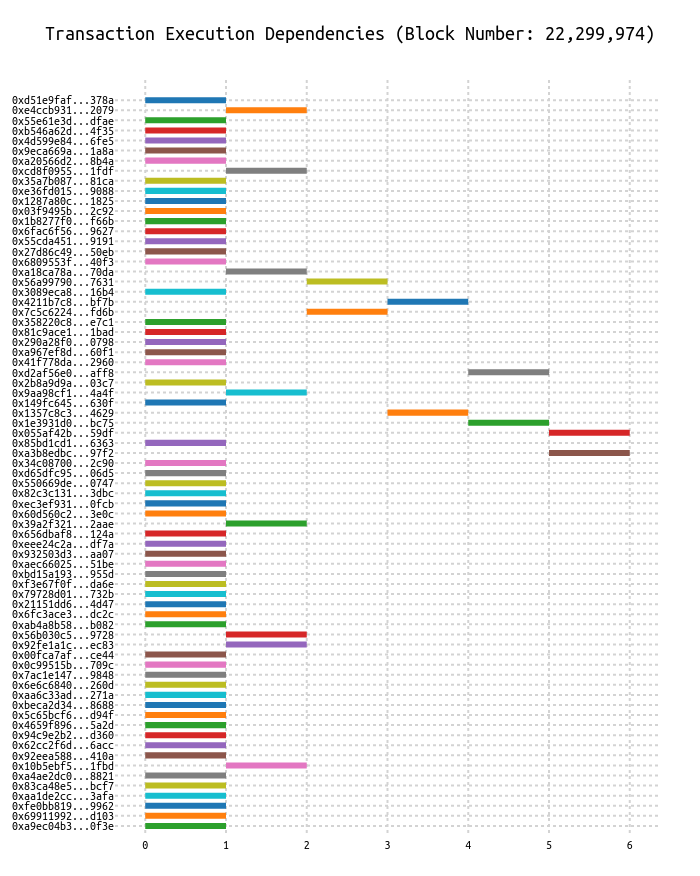 Transaction Execution Dependencies (Block Number: 22,299,974)
0xd51e9faf...378a
0xe4ccb931...2079
0x55e61e3d...dfae
0xb546a62d...4f35
0x4d599e84...6fe5
0x9eca669a...1a8a
0xa20566d2...8b4a
0xcd8f0955...1fdf
0x35a7b087...81ca
0xe36fd015...9088
0x1287a80c...1825
0x03f9495b...2c92
0x1b8277f0...f66b
0x6fac6f56...9627
0x55cda451...9191
0x27d86c49...50eb
0x6809553f...40f3
0xa18ca78a...70da
0x56a99790...7631
0x3089eca8...16b4
0x4211b7c8...bf7b
0x7c5c6224...fd6b
0x358220c8...e7c1
0x81c9ace1...1bad
0x290a28f0...0798
0xa967ef8d...60f1
0x41f778da...2960
0xd2af56e0...aff8
0x2b8a9d9a...03c7
0x9aa98cf1...4a4f
0x149fc645...630f
0x1357c8c3...4629
0x1e3931d0...bc75
0x055af42b...59df
0x85bd1cd1...6363
0xa3b8edbc...97f2
0x34c08700...2c90
0xd65dfc95...06d5
0x550669de...0747
0x82c3c131...3dbc
0xec3ef931...0fcb
0x60d560c2...3e0c
0x39a2f321...2aae
0x656dbaf8...124a
0xeee24c2a...df7a
0x932503d3...aa07
0xaec66025...51be
0xbd15a193...955d
0xf3e67f0f...da6e
0x79728d01...732b
0x21151dd6...4d47
0x6fc3ace3...dc2c
0xab4a8b58...b082
0x56b030c5...9728
0x92fe1a1c...ec83
0x00fca7af...ce44
0x0c99515b...709c
0x7ac1e147...9848
0x6e6c6840...260d
0xaa6c33ad...271a
0xbeca2d34...8688
0x5c65bcf6...d94f
0x4659f896...5a2d
0x94c9e2b2...d360
0x62cc2f6d...6acc
0x92eea588...410a
0x10b5ebf5...1fbd
0xa4ae2dc0...8821
0x83ca48e5...bcf7
0xaa1de2cc...3afa
0xfe0bb819...9962
0x69911992...d103
0xa9ec04b3...0f3e
0 1 2 3 4 5 6